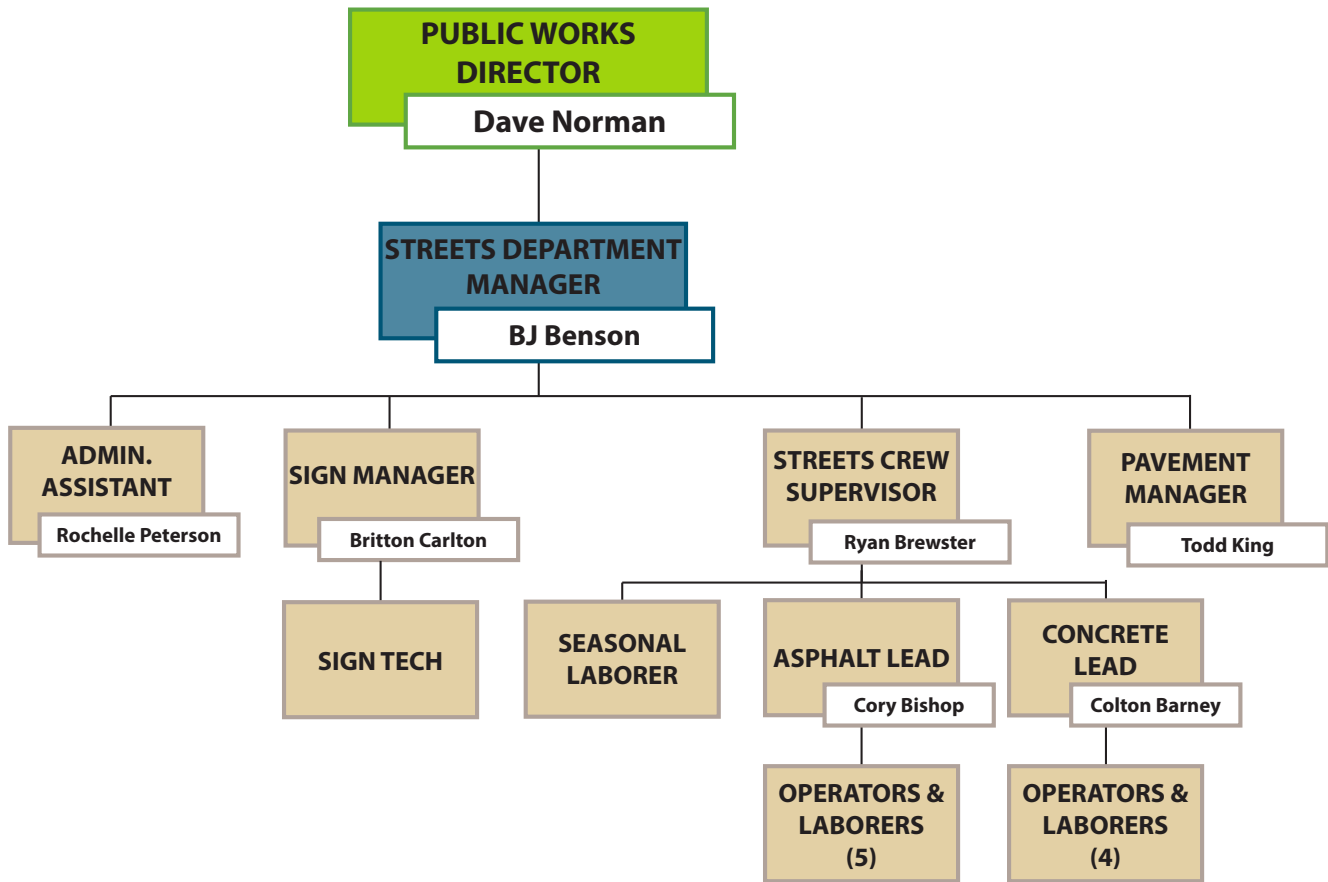 PUBLIC WORKS
DIRECTOR
Dave Norman
STREETS DEPARTMENT
MANAGER
BJ Benson
ADMIN.
ASSISTANT
Rochelle Peterson
SIGN MANAGER
Britton Carlton
STREETS CREW
SUPERVISOR
Ryan Brewster
PAVEMENT
MANAGER
Todd King
SIGN TECH
SEASONAL
LABORER
ASPHALT LEAD
Cory Bishop
CONCRETE
LEAD
Colton Barney
OPERATORS &
LABORERS
(5)
OPERATORS &
LABORERS
(4)